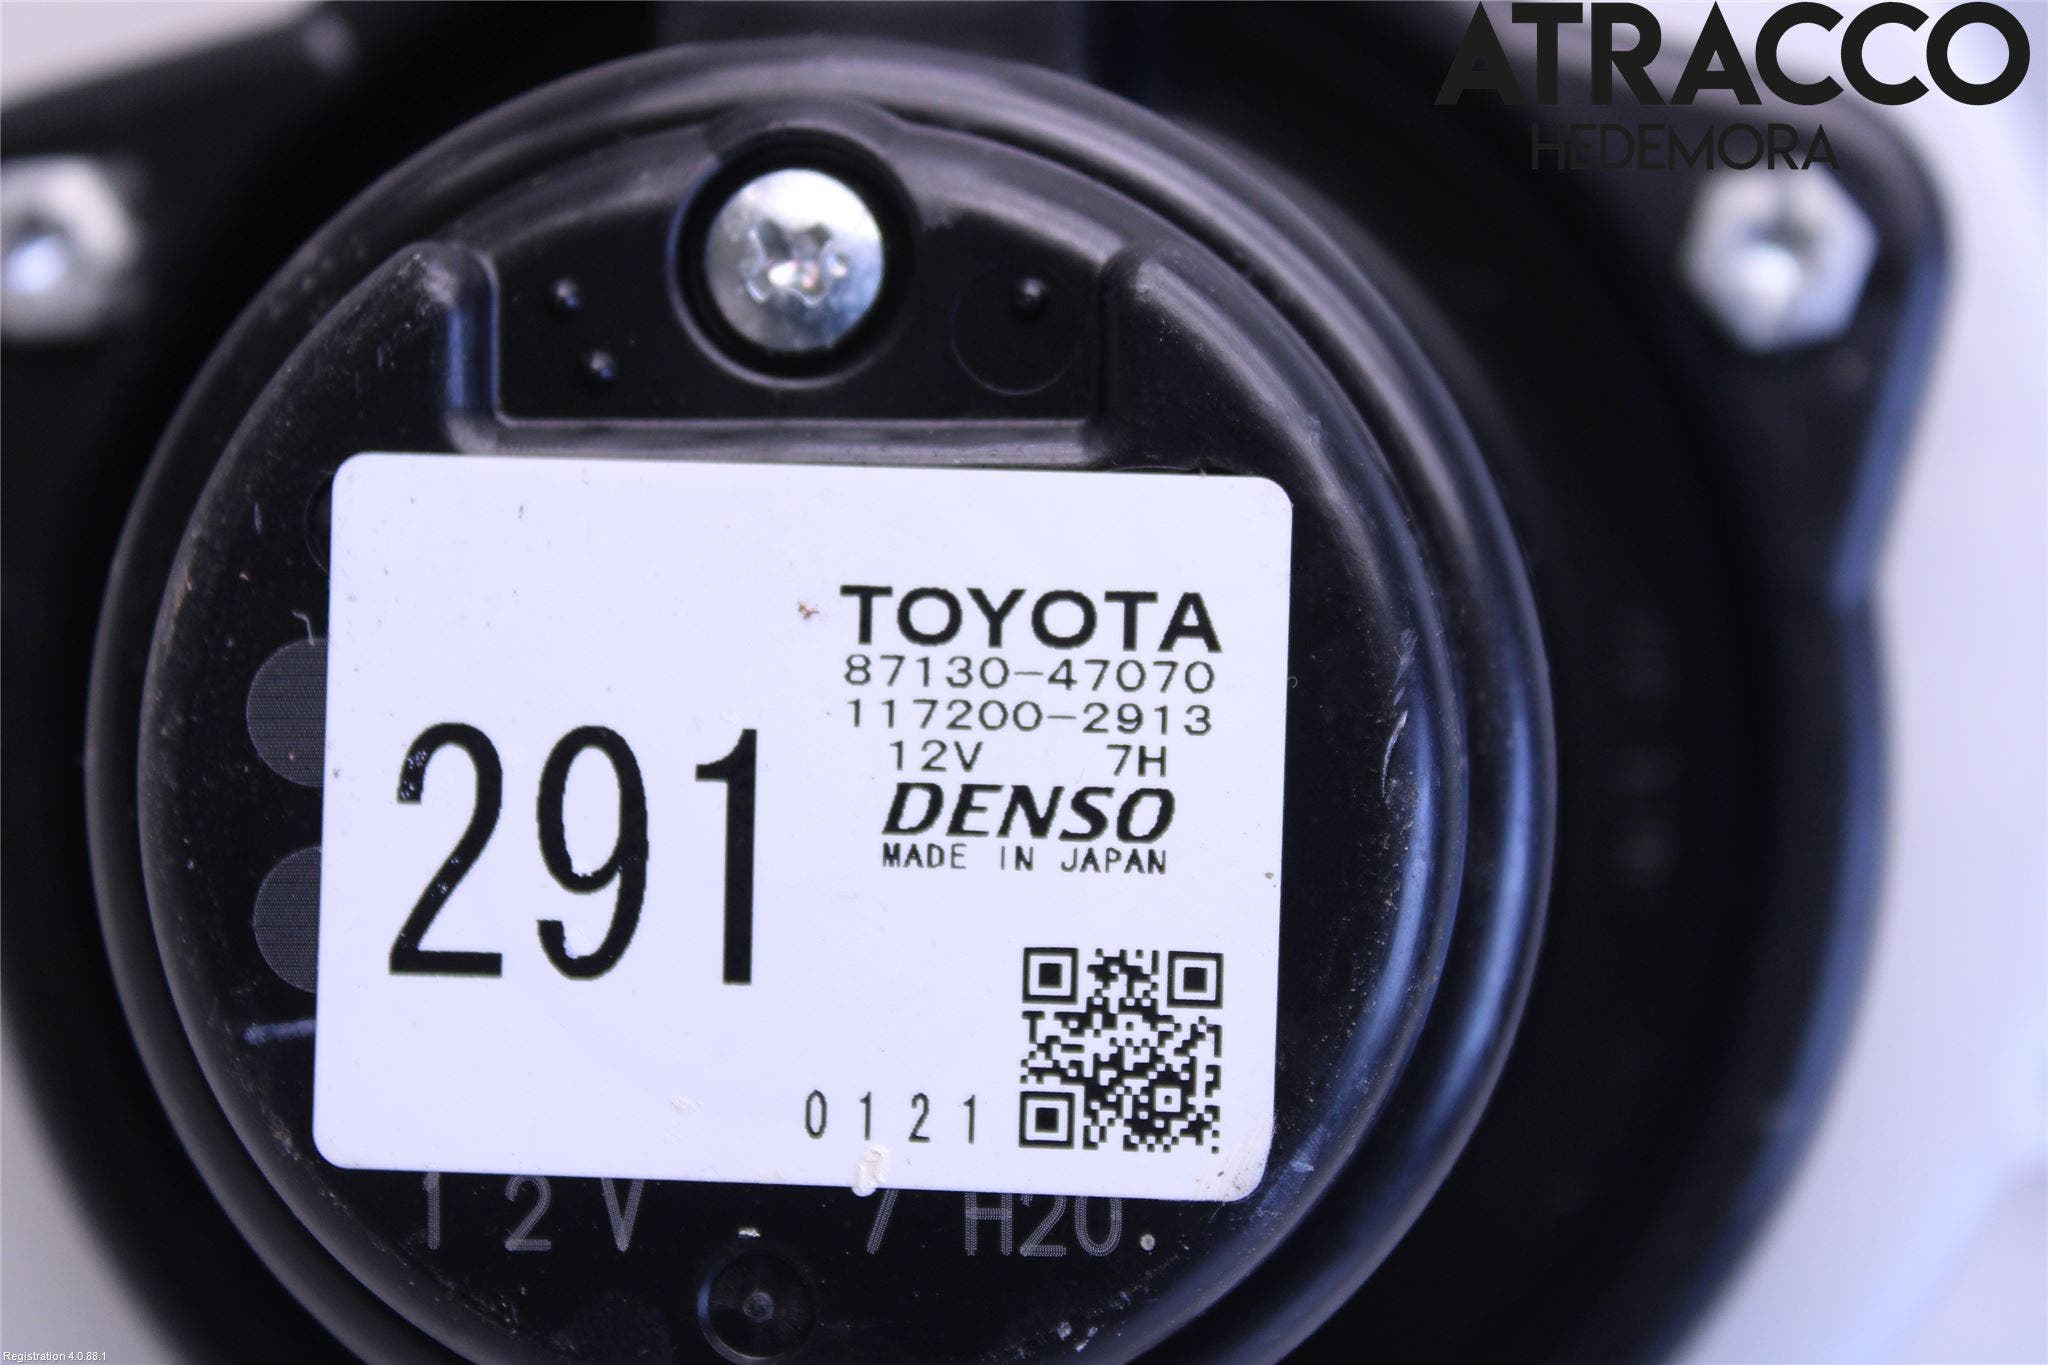 ATRACCO
HEDEMORA
TOYOTA
87130-47070
117200-2913
12V 7H
DENSO
MADE IN JAPAN
291
0121
12V 7H20
Registration 4.0.88.1